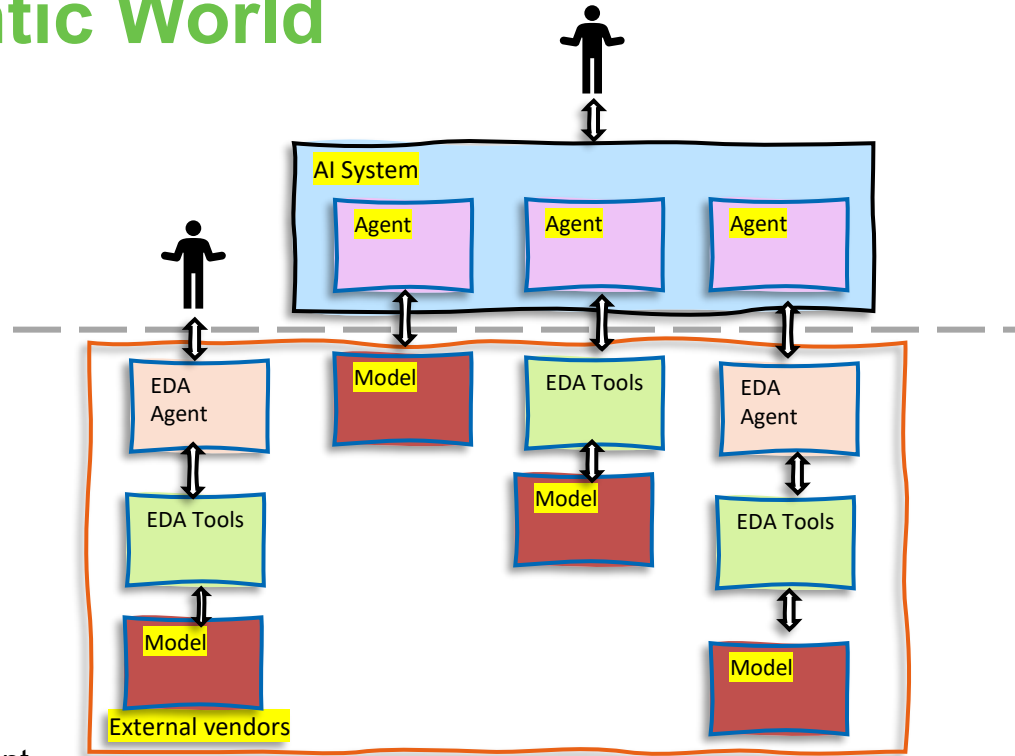 ntic World
AI System
Agent
Agent
Agent
EDA
Agent
Model
EDA Tools
EDA
Agent
EDA Tools
Model
EDA Tools
Model
Model
External vendors